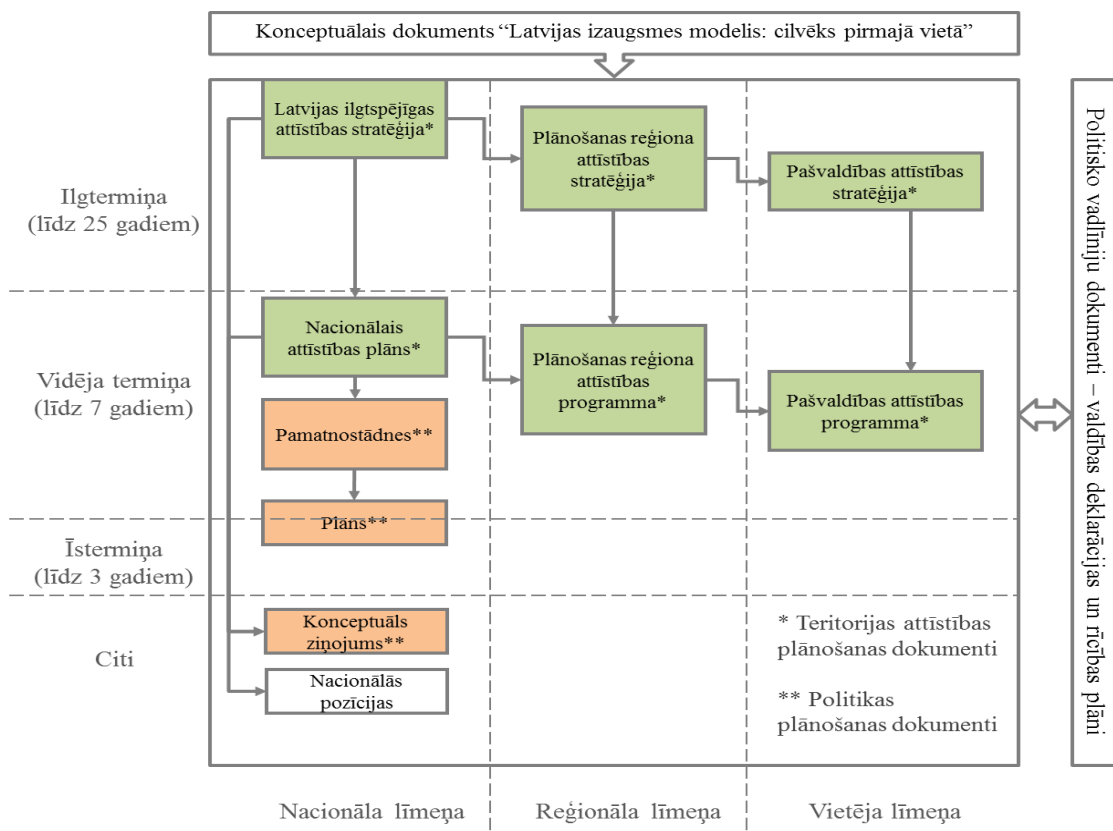 Konceptuālais dokuments “Latvijas izaugsmes modelis: cilvēks pirmajā vietā”
Latvijas ilgtspējīgas
attīstības stratēģija*
Plānošanas reģiona
attīstības
stratēģija*
Pašvaldības attīstības
stratēģija*
Ilgtermiņa
(līdz 25 gadiem)
Nacionālais
attīstības plāns*
Plānošanas reģiona
attīstības
programma*
Pašvaldības attīstības
programma*
Vidēja termiņa
(līdz 7 gadiem)
Pamatnostādnes**
Plāns**
Īstermiņa
(līdz 3 gadiem)
Konceptuāls
ziņojums**
Citi
Nacionālās
pozīcijas
* Teritorijas attīstības
plānošanas dokumenti
** Politikas
plānošanas dokumenti
Nacionāla līmeņa
Reģionāla līmeņa
Vietēja līmeņa
Politisko vadlīniju dokumenti – valdības deklarācijas un rīcības plāni